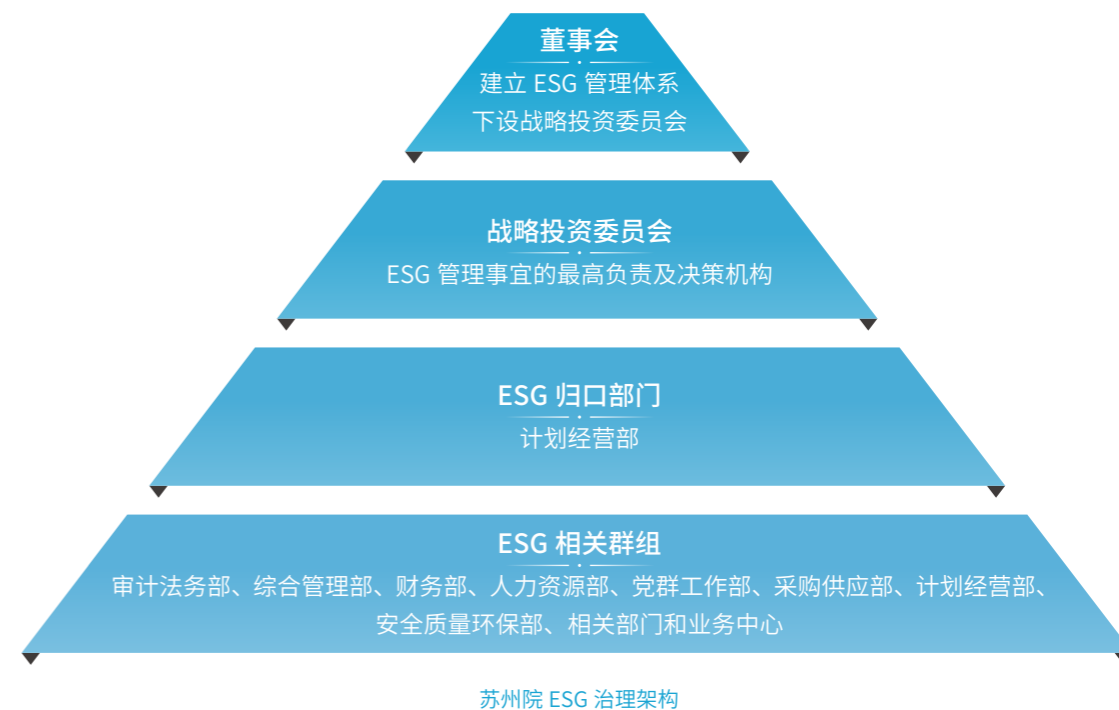 董事会
建立 ESG 管理体系
下设战略投资委员会
战略投资委员会
ESG 管理事宜的最高负责及决策机构
ESG 归口部门
计划经营部
ESG 相关群组
审计法务部、综合管理部、财务部、人力资源部、党群工作部、采购供应部、计划经营部、
安全质量环保部、相关部门和业务中心
苏州院 ESG 治理架构